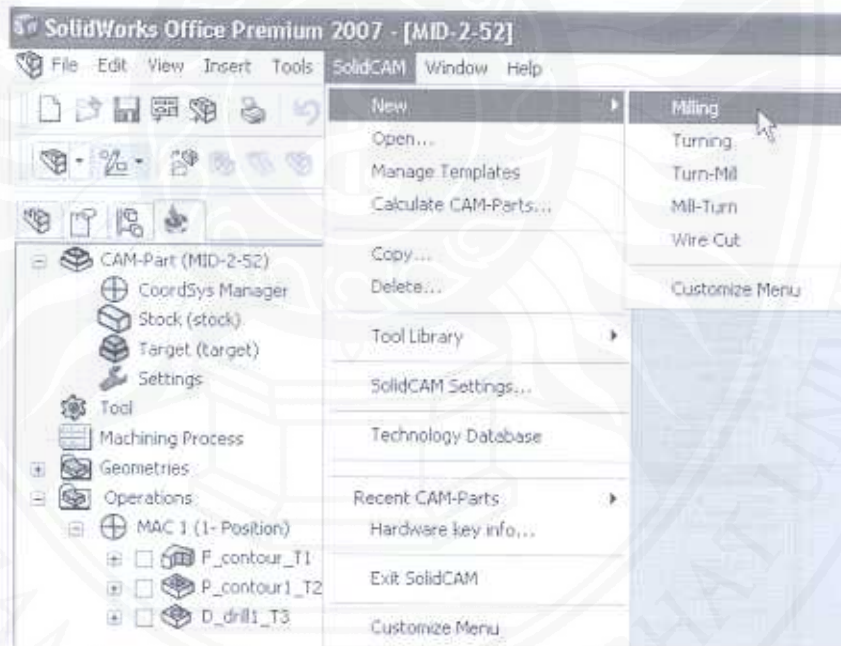 SolidWorks Office Premium 2007 - [MID-2-52]
File Edit View Insert Tools SolidCAM Window Help
New
Open...
Manage Templates
Calculate CAM-Parts...
Copy...
Delete...
Tool Library
SolidCAM Settings...
Technology Database
Recent CAM-Parts
Hardware key info...
Exit SolidCAM
Customize Menu
Milling
Turning
Turn-Mill
Mill-Turn
Wire Cut
Customize Menu
CAM-Part (MID-2-52)
CoordSys Manager
Stock (stock)
Target (target)
Settings
Tool
Machining Process
Geometries
Operations
MAC 1 (1- Position)
F_contour_T1
P_contour1_T2
D_drill1_T3